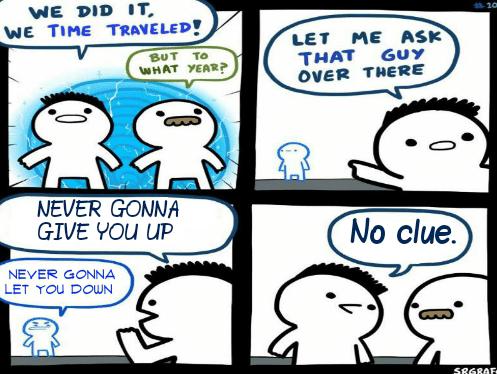 WE DID IT,
WE TIME TRAVELED!
BUT TO
WHAT YEAR?
LET ME ASK
THAT GUY
OVER THERE
NEVER GONNA
GIVE YOU UP
NEVER GONNA
LET YOU DOWN
No clue.
SRGRAF